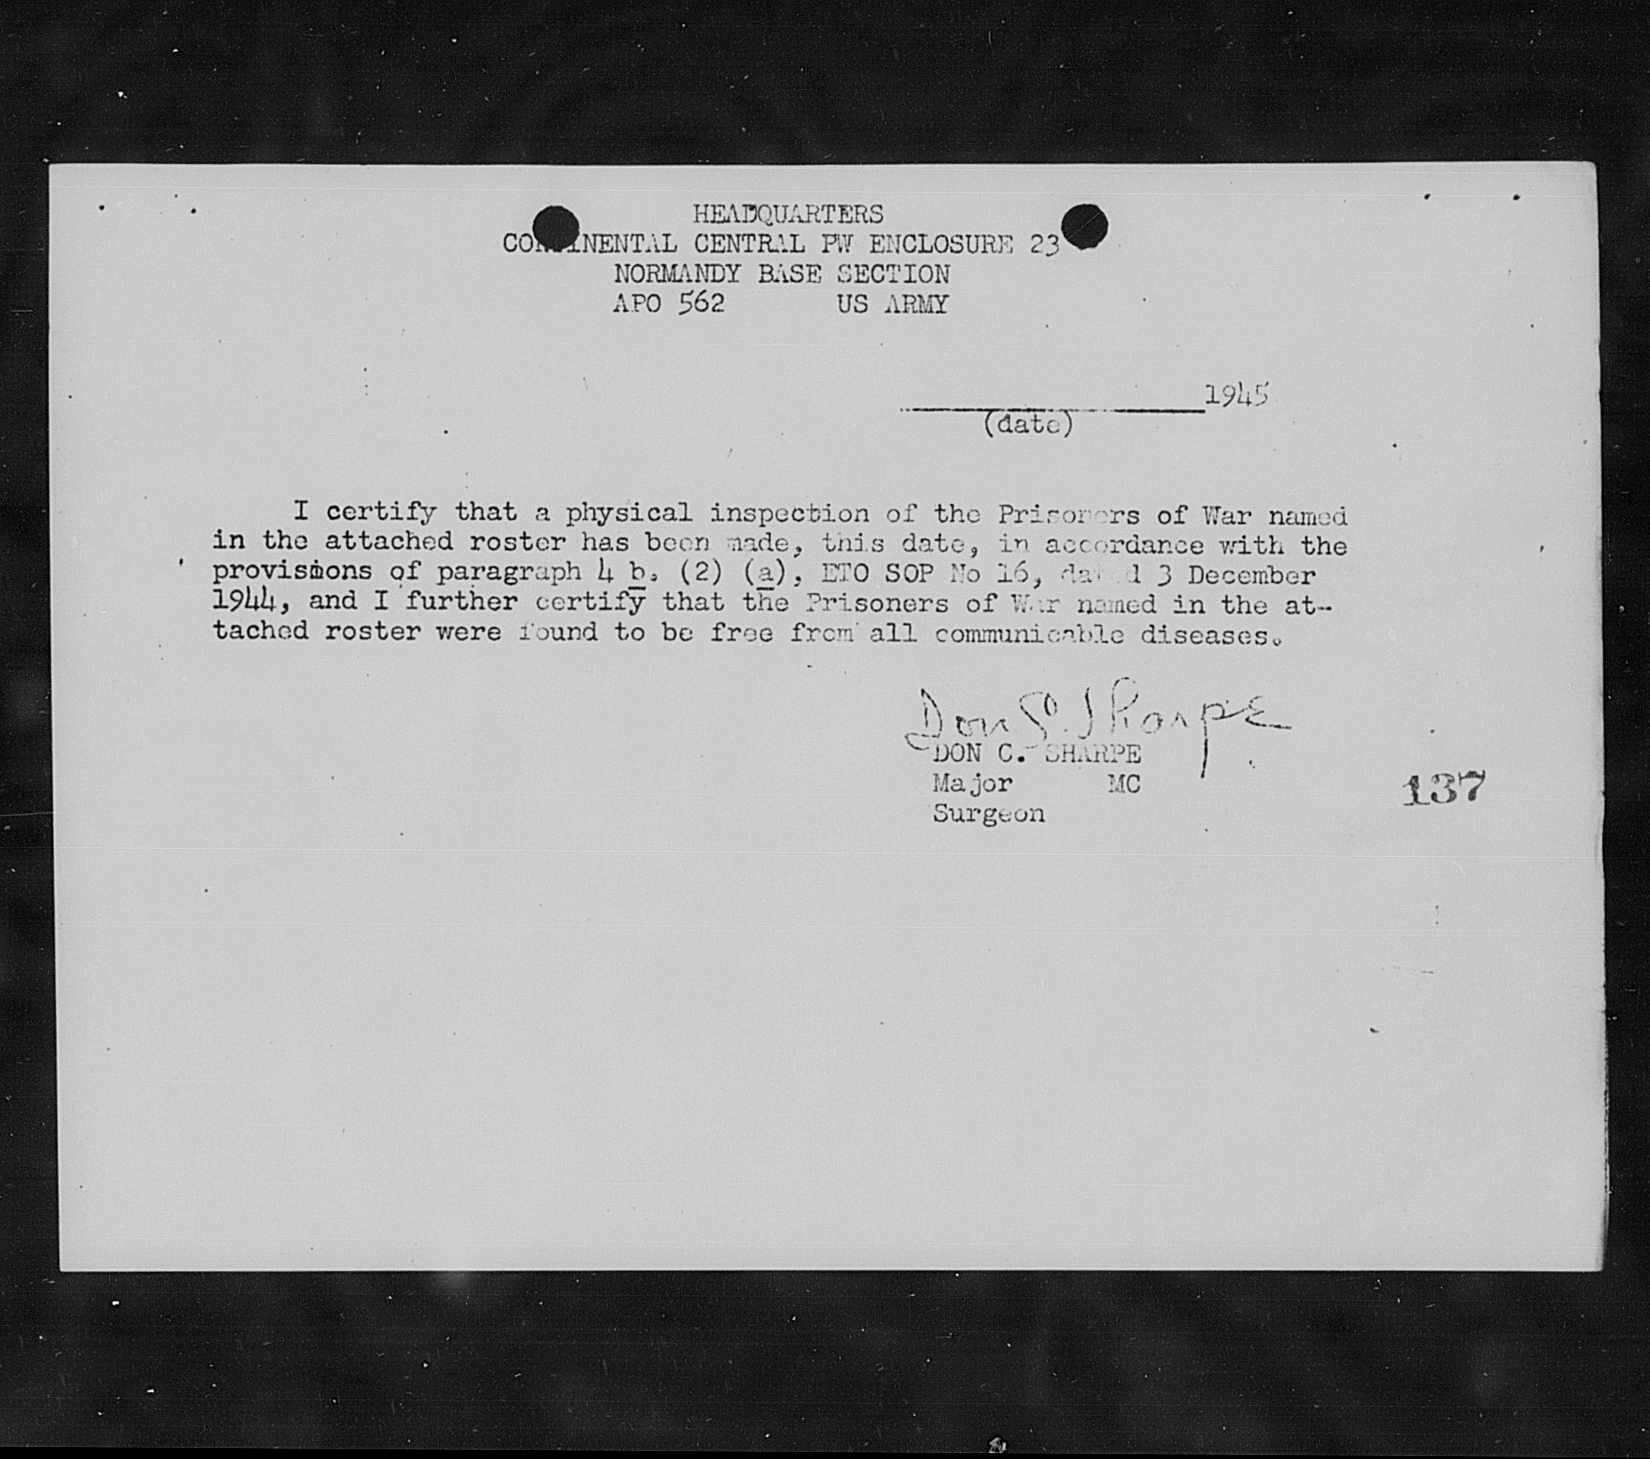 HEADQUARTERS
CONTINENTAL CENTRAL PW ENCLOSURE 23
NORMANDY BASE SECTION
APO 562 US ARMY
1945
(date)
I certify that a physical inspection of the Prisoners of War named
in the attached roster has been made, this date, in accordance with the
provisions of paragraph 4 b. (2) (a), ETO SOP No 16, dated 3 December
1944, and I further certify that the Prisoners of War named in the at-
tached roster were found to be free from all communicable diseases.
Don C. Sharpe
DON C. SHARPE
Major MC
Surgeon
137